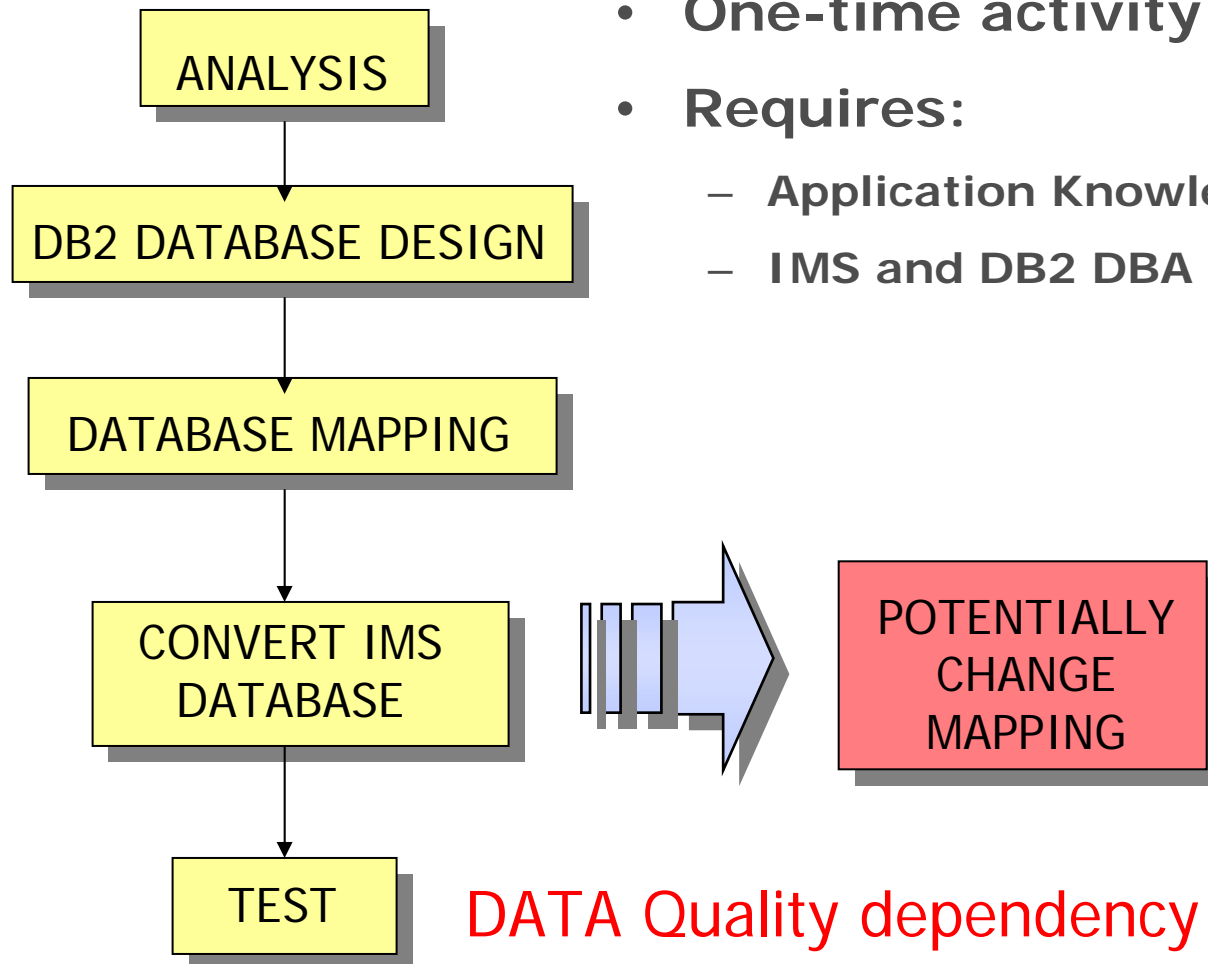 ANALYSIS
DB2 DATABASE DESIGN
DATABASE MAPPING
CONVERT IMS
DATABASE
TEST
• One-time activity
• Requires:
– Application
– IMS and DB2 DBA
POTENTIALLY
CHANGE
MAPPING
DATA Quality dependency